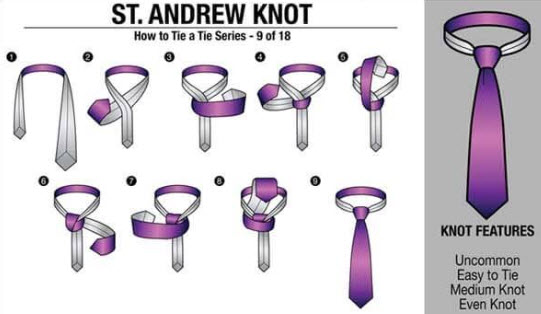 ST. ANDREW KNOT
How to Tie a Tie Series - 9 of 18
1
2
3
4
5
6
7
8
9
KNOT FEATURES
Uncommon
Easy to Tie
Medium Knot
Even Knot